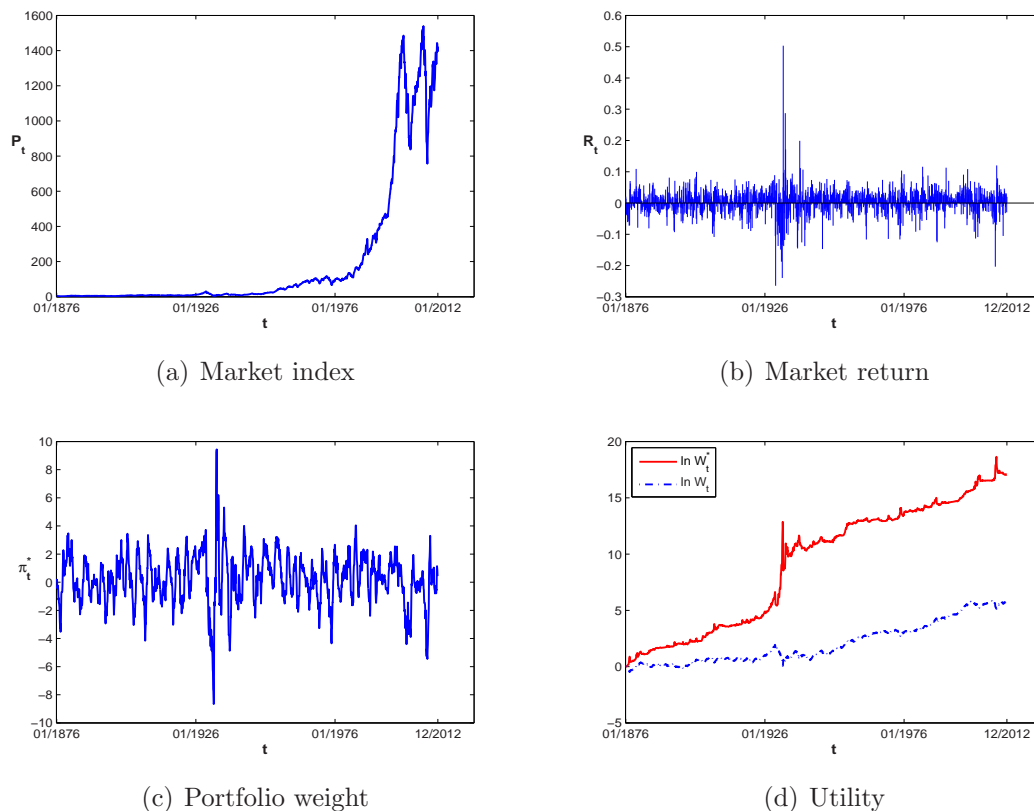 1600
1400
1200
1000
P_t
800
600
400
200
0
01/1876 01/1926 01/1976 01/2012
t
(a) Market index
0.6
0.5
0.4
0.3
R_t
0.2
0.1
0
−0.1
−0.2
−0.3
01/1876 01/1926 01/1976 12/2012
t
(b) Market return
10
8
6
4
2
π_t^*
0
−2
−4
−6
−8
−10
01/1876 01/1926 01/1976 12/2012
t
(c) Portfolio weight
20
ln W_t^*
ln W_t
15
10
5
0
−5
01/1876 01/1926 01/1976 12/2012
t
(d) Utility